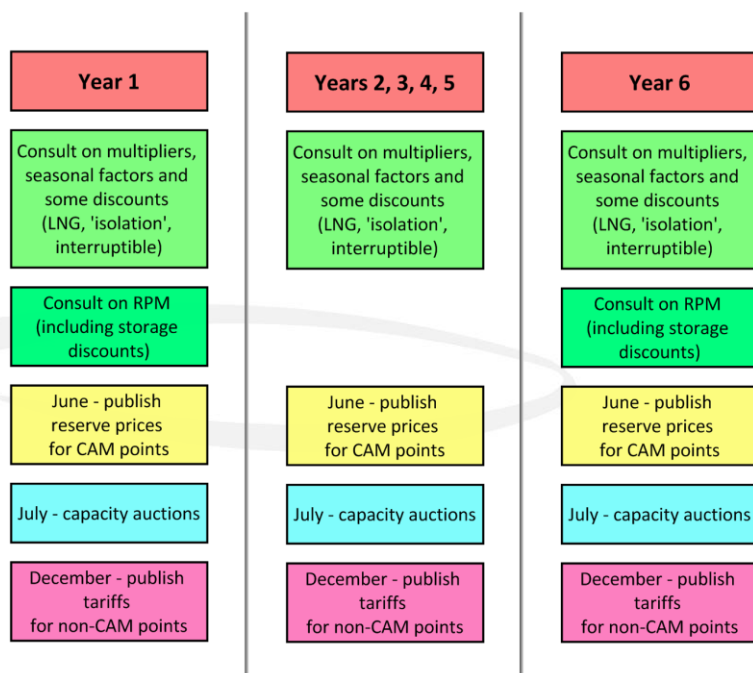 Year 1
Consult on multipliers,
seasonal factors and
some discounts
(LNG, 'isolation',
interruptible)
Consult on RPM
(including storage
discounts)
June - publish
reserve prices
for CAM points
July - capacity auctions
December - publish
tariffs
for non-CAM points
Years 2, 3, 4, 5
Consult on multipliers,
seasonal factors and
some discounts
(LNG, 'isolation',
interruptible)
June - publish
reserve prices
for CAM points
July - capacity auctions
December - publish
tariffs
for non-CAM points
Year 6
Consult on multipliers,
seasonal factors and
some discounts
(LNG, 'isolation',
interruptible)
Consult on RPM
(including storage
discounts)
June - publish
reserve prices
for CAM points
July - capacity auctions
December - publish
tariffs
for non-CAM points